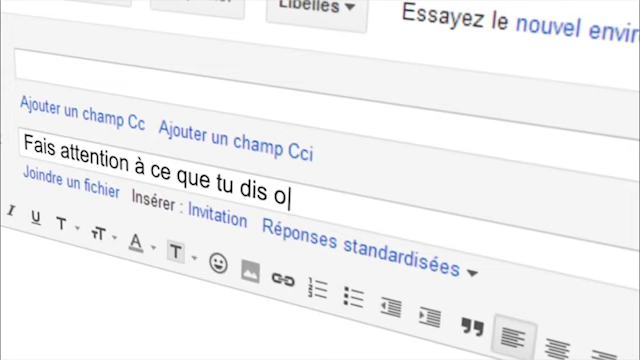 Libellés
Essayez le nouvel
Ajouter un champ Cc Ajouter un champ Cci
Fais attention à ce que tu dis o
Joindre un fichier Insérer : Invitation Réponses standardisées
I U T T A T